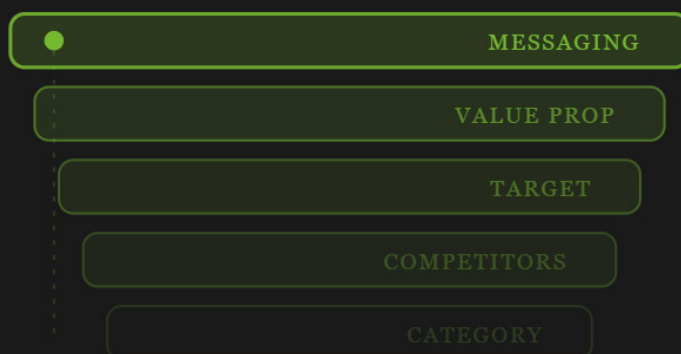 MESSAGING
VALUE PROP
TARGET
COMPETITORS
CATEGORY